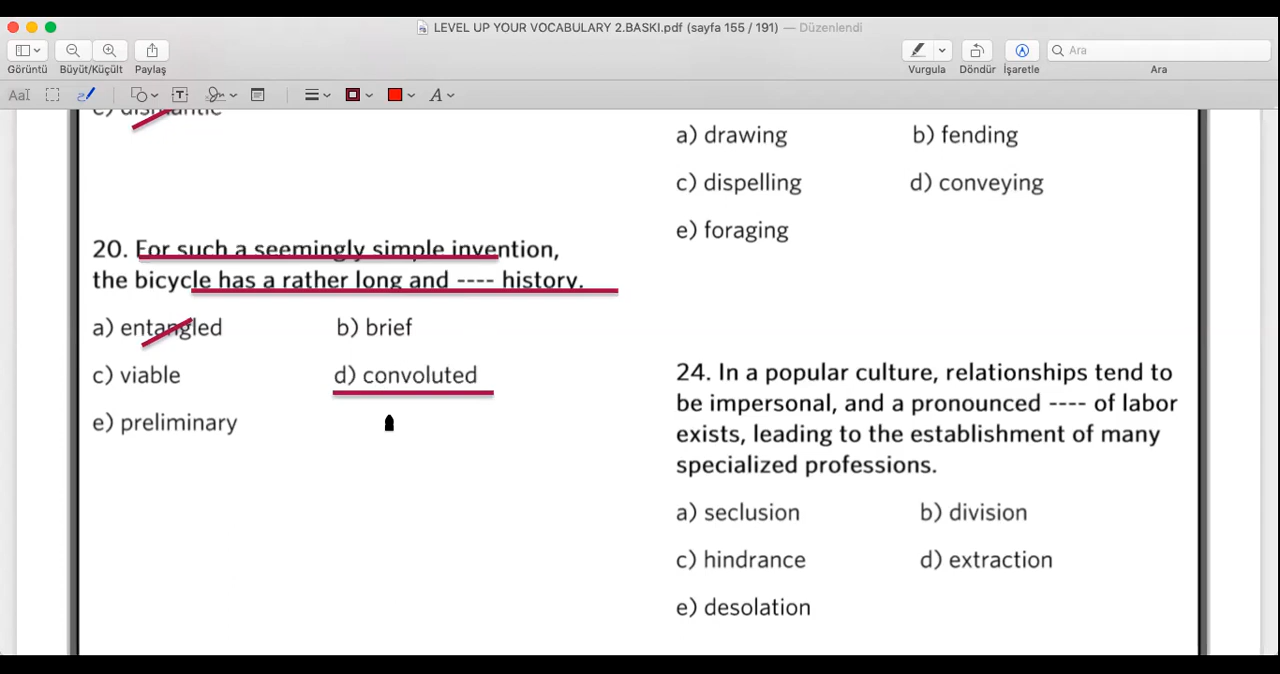 LEVEL UP YOUR VOCABULARY 2.BASKI.pdf (sayfa 155 / 191) — Düzenlendi
Ara
Görüntü Büyüt/Küçült Paylaş Vurgula Döndür İşaretle Ara
AaI T A
a) drawing b) fending
c) dispelling d) conveying
e) foraging
20. For such a seemingly simple invention,
the bicycle has a rather long and ---- history.
a) entangled b) brief
c) viable d) convoluted
e) preliminary
24. In a popular culture, relationships tend to
be impersonal, and a pronounced ---- of labor
exists, leading to the establishment of many
specialized professions.
a) seclusion b) division
c) hindrance d) extraction
e) desolation